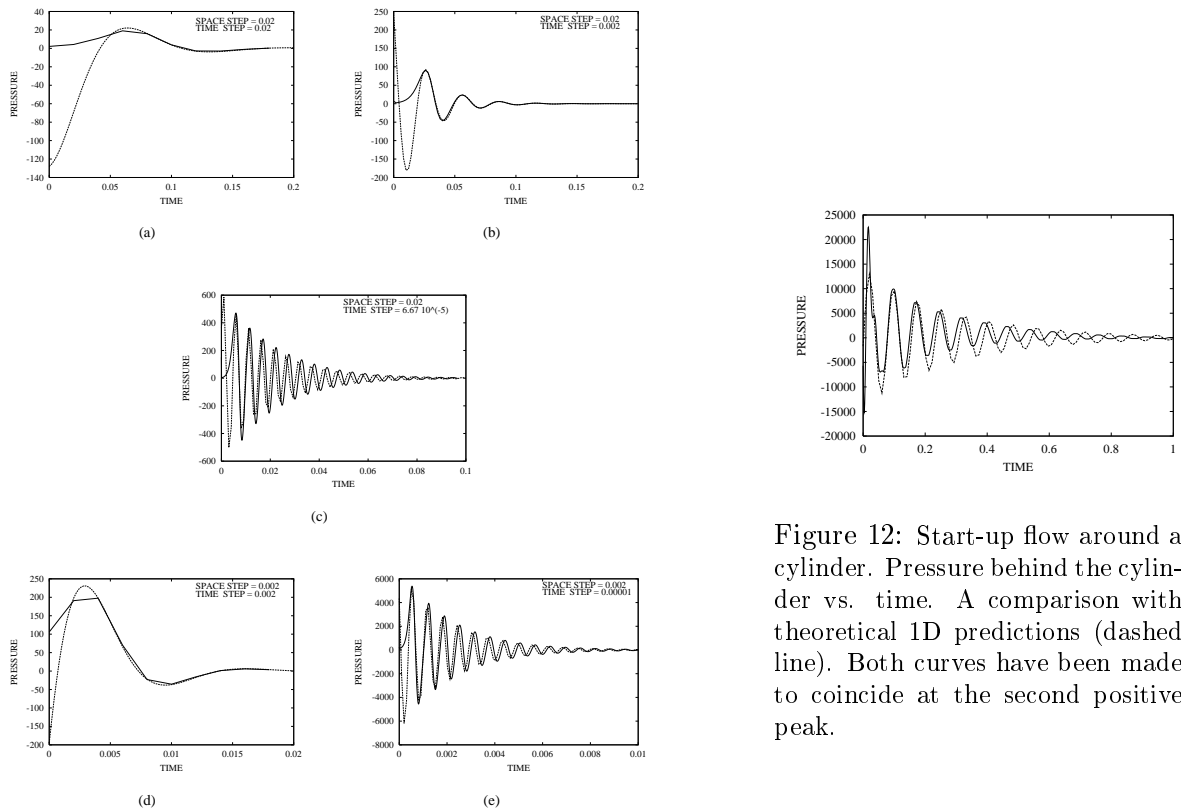 SPACE STEP = 0.02
TIME STEP = 0.02
40
20
0
-20
-40
-60
-80
-100
-120
-140
PRESSURE
0
0.05
0.1
0.15
0.2
TIME
(a)
SPACE STEP = 0.02
TIME STEP = 0.002
250
200
150
100
50
0
-50
-100
-150
-200
PRESSURE
0
0.05
0.1
0.15
0.2
TIME
(b)
SPACE STEP = 0.02
TIME STEP = 6.67 10^(-5)
600
400
200
0
-200
-400
-600
PRESSURE
0
0.02
0.04
0.06
0.08
0.1
TIME
(c)
SPACE STEP = 0.002
TIME STEP = 0.002
250
200
150
100
50
0
-50
-100
-150
-200
PRESSURE
0
0.005
0.01
0.015
0.02
TIME
(d)
SPACE STEP = 0.002
TIME STEP = 0.00001
6000
4000
2000
0
-2000
-4000
-6000
-8000
PRESSURE
0
0.002
0.004
0.006
0.008
0.01
TIME
(e)
25000
20000
15000
10000
5000
0
-5000
-10000
-15000
-20000
PRESSURE
0
0.2
0.4
0.6
0.8
1
TIME
Figure 12: Start-up flow around a
cylinder. Pressure behind the cylin-
der vs. time. A comparison with
theoretical 1D predictions (dashed
line). Both curves have been made
to coincide at the second positive
peak.